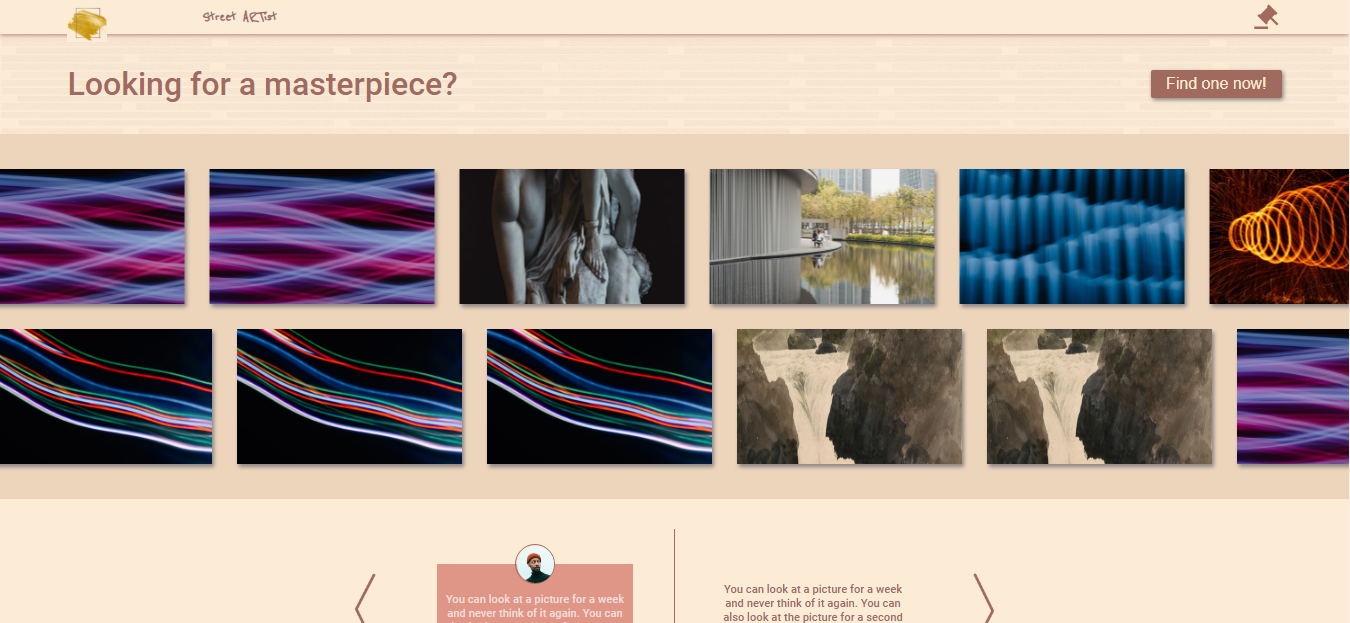 Street ARTist
Looking for a masterpiece?
Find one now!
You can look at a picture for a week
and never think of it again. You can
You can look at a picture for a week
and never think of it again. You can
also look at the picture for a second